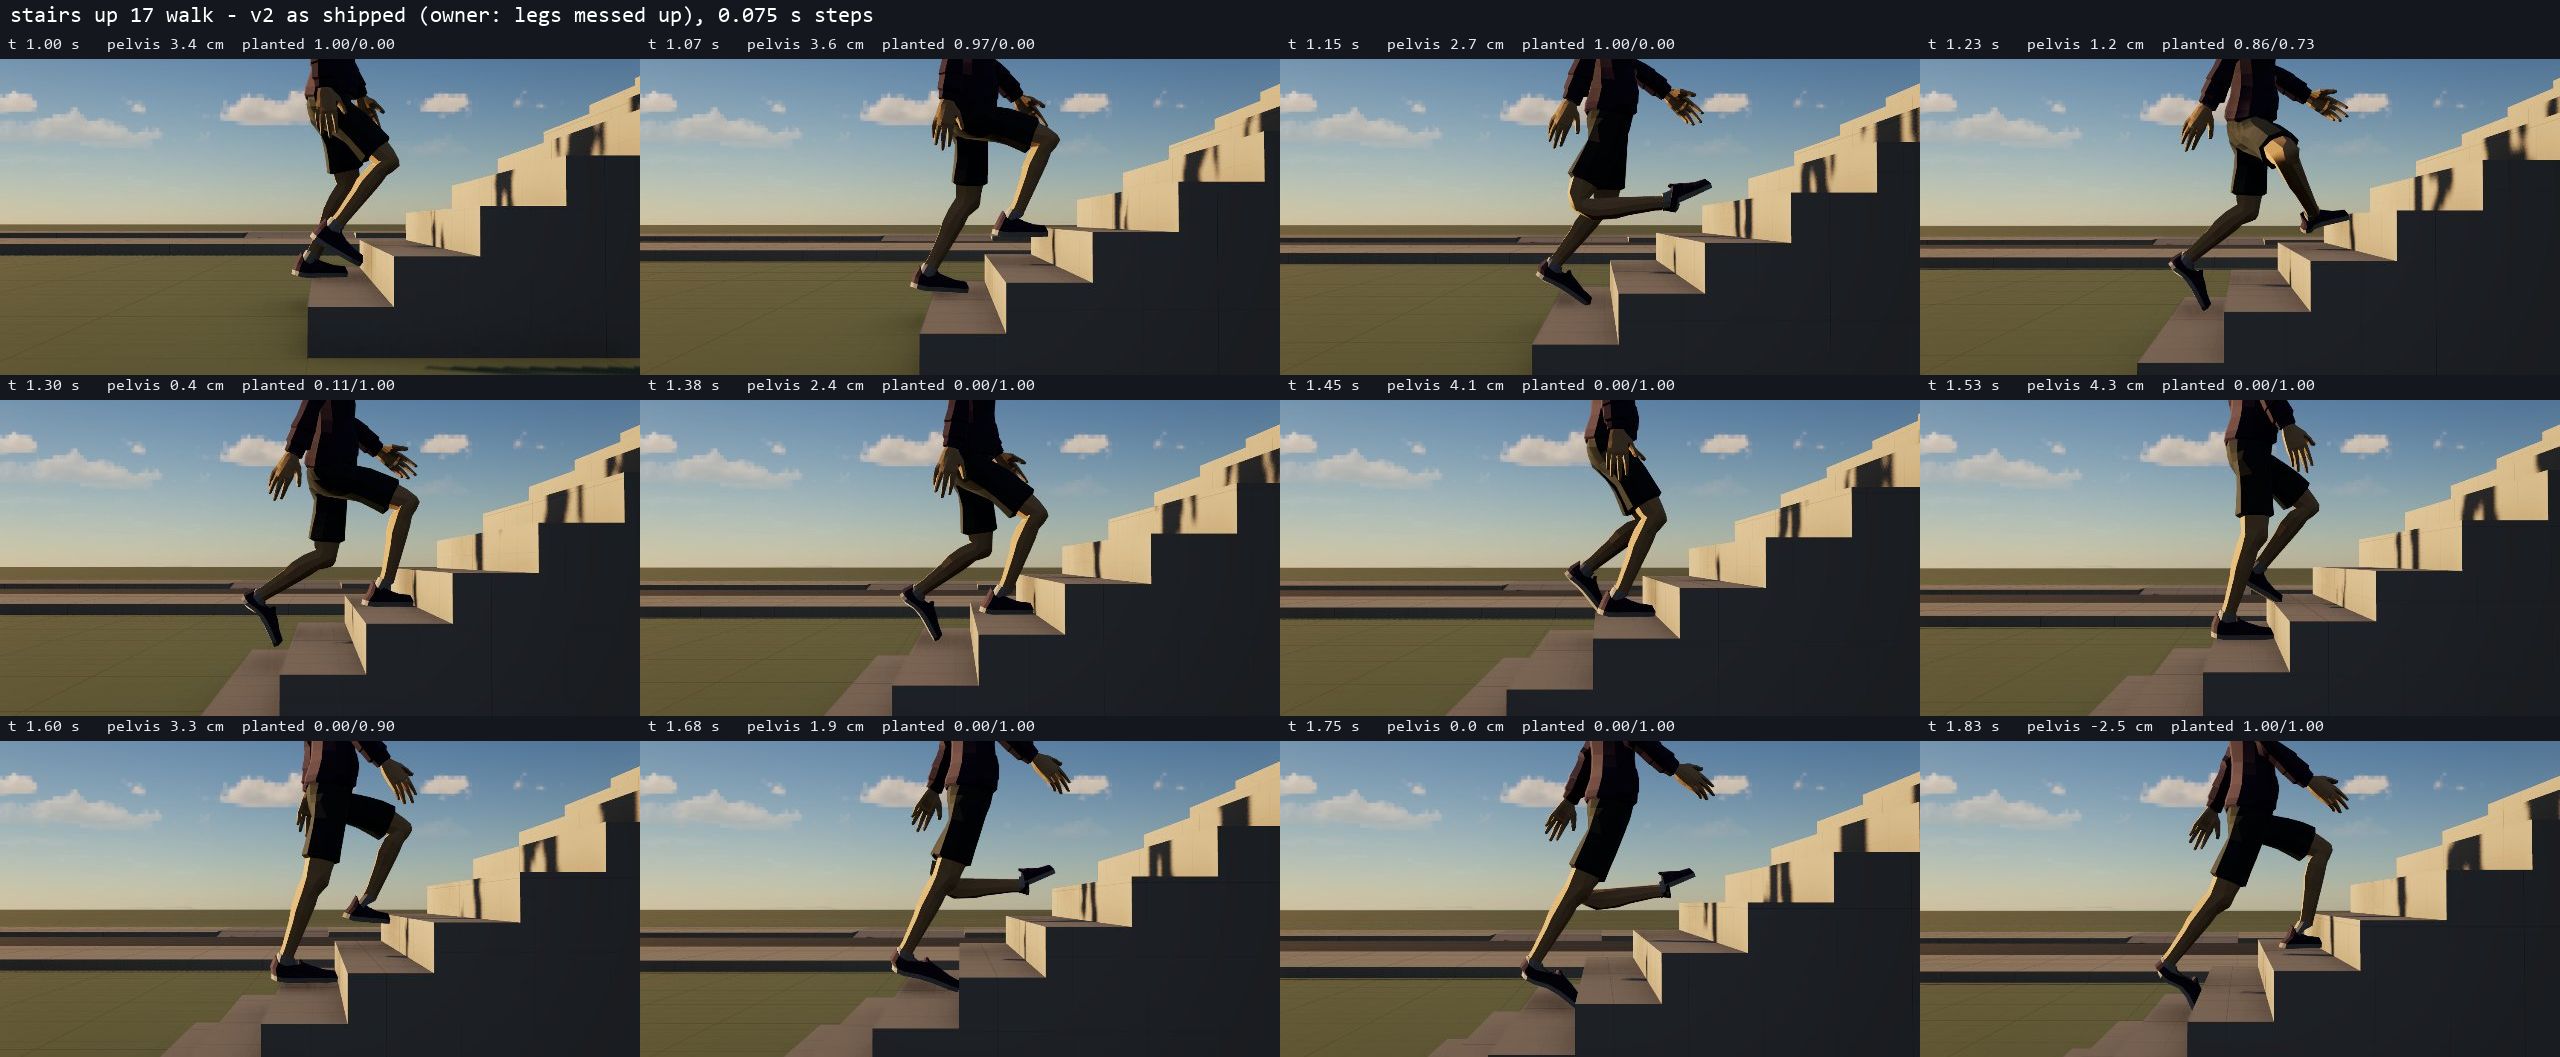 stairs up 17 walk - v2 as shipped (owner: legs messed up), 0.075 s steps
t 1.00 s   pelvis 3.4 cm  planted 1.00/0.00
t 1.07 s   pelvis 3.6 cm  planted 0.97/0.00
t 1.15 s   pelvis 2.7 cm  planted 1.00/0.00
t 1.23 s   pelvis 1.2 cm  planted 0.86/0.73
t 1.30 s   pelvis 0.4 cm  planted 0.11/1.00
t 1.38 s   pelvis 2.4 cm  planted 0.00/1.00
t 1.45 s   pelvis 4.1 cm  planted 0.00/1.00
t 1.53 s   pelvis 4.3 cm  planted 0.00/1.00
t 1.60 s   pelvis 3.3 cm  planted 0.00/0.90
t 1.68 s   pelvis 1.9 cm  planted 0.00/1.00
t 1.75 s   pelvis 0.0 cm  planted 0.00/1.00
t 1.83 s   pelvis -2.5 cm  planted 1.00/1.00